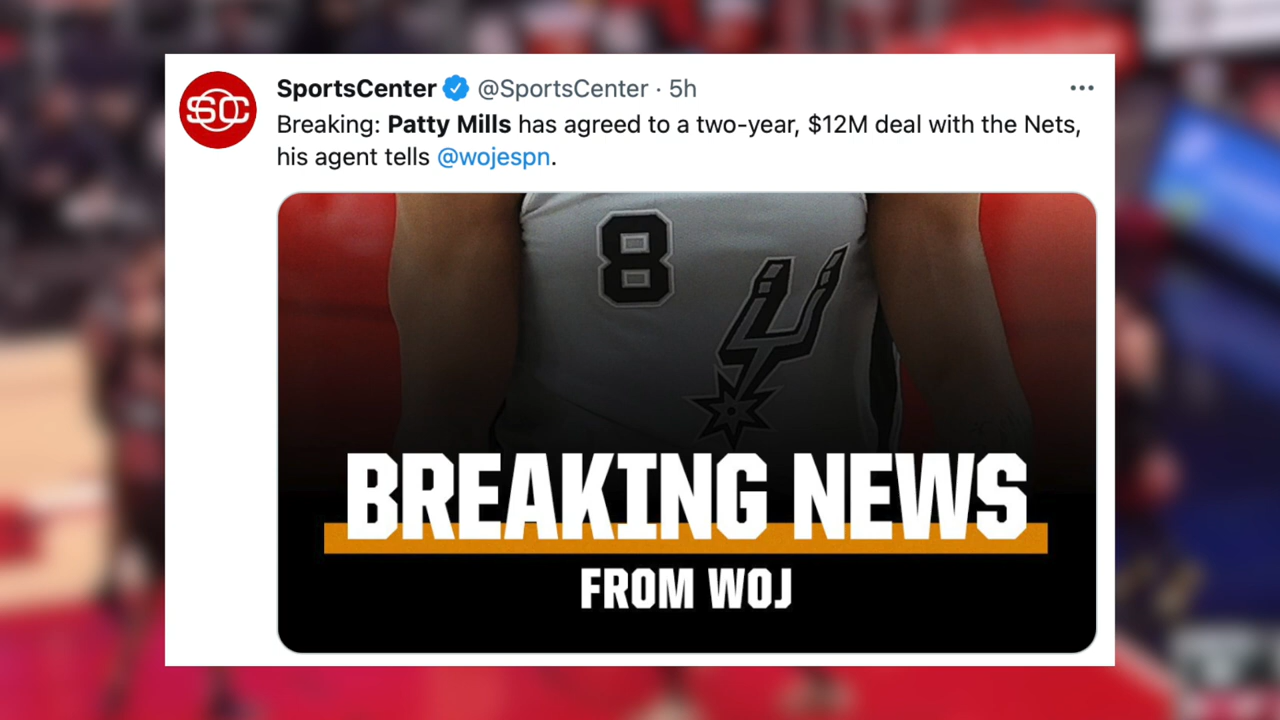 SC
SportsCenter @SportsCenter · 5h
Breaking: Patty Mills has agreed to a two-year, $12M deal with the Nets,
his agent tells @wojespn.
8
BREAKING NEWS
FROM WOJ